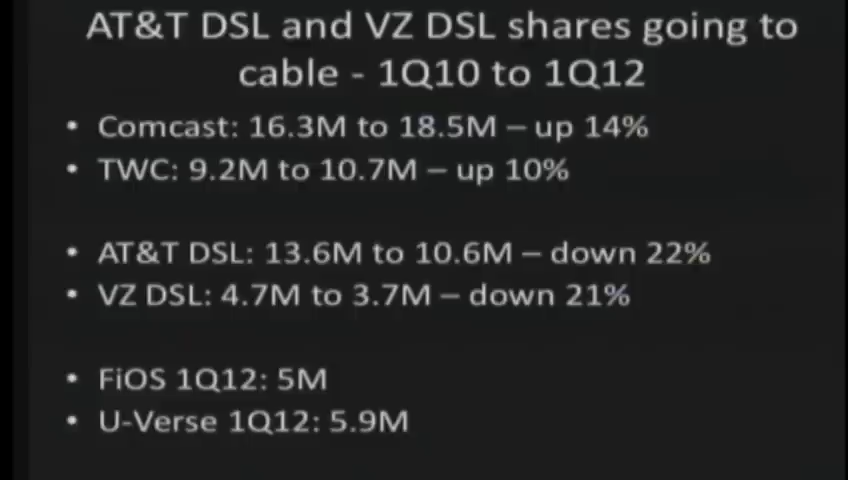 AT&T DSL and VZ DSL shares going to
cable - 1Q10 to 1Q12
• Comcast: 16.3M to 18.5M – up 14%
• TWC: 9.2M to 10.7M – up 10%
• AT&T DSL: 13.6M to 10.6M – down 22%
• VZ DSL: 4.7M to 3.7M – down 21%
• FiOS 1Q12: 5M
• U-Verse 1Q12: 5.9M